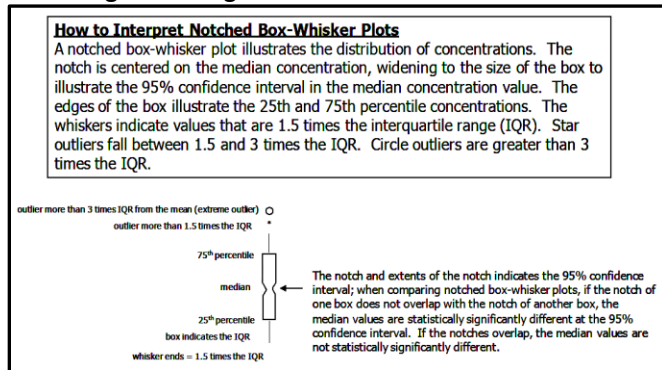 How to Interpret Notched Box-Whisker Plots
A notched box-whisker plot illustrates the distribution of concentrations.  The
notch is centered on the median concentration, widening to the size of the box to
illustrate the 95% confidence interval in the median concentration value.  The
edges of the box illustrate the 25th and 75th percentile concentrations.  The
whiskers indicate values that are 1.5 times the interquartile range (IQR).  Star
outliers fall between 1.5 and 3 times the IQR.  Circle outliers are greater than 3
times the IQR.
outlier more than 3 times IQR from the mean (extreme outlier)
outlier more than 1.5 times the IQR
75th percentile
median
25th percentile
box indicates the IQR
whisker ends = 1.5 times the IQR
The notch and extents of the notch indicates the 95% confidence
interval; when comparing notched box-whisker plots, if the notch of
one box does not overlap with the notch of another box, the
median values are statistically significantly different at the 95%
confidence interval.  If the notches overlap, the median values are
not statistically significantly different.